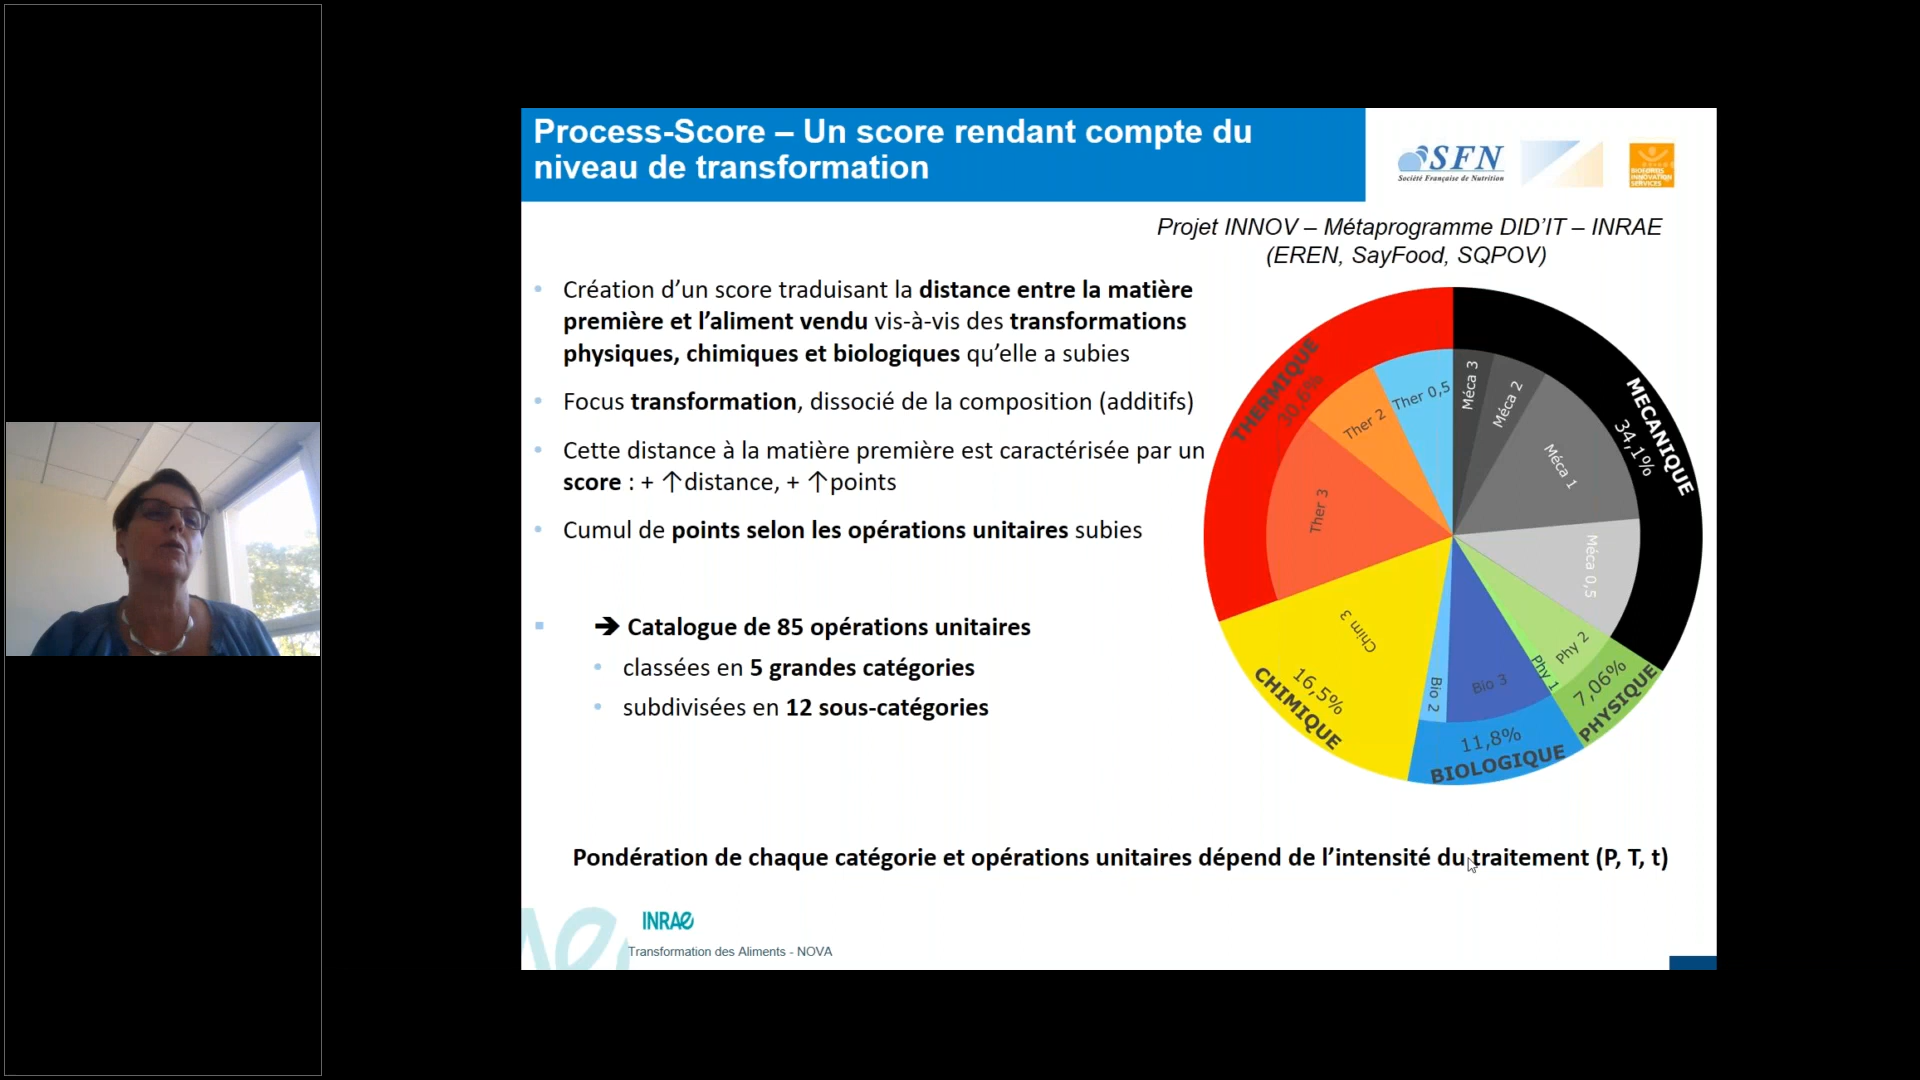 Process-Score – Un score rendant compte du
niveau de transformation
SFN
Société Française de Nutrition
BIOFORTIS
INNOVATION
SERVICES
Projet INNOV – Métaprogramme DID’IT – INRAE
(EREN, SayFood, SQPOV)
• Création d’un score traduisant la distance entre la matière
première et l’aliment vendu vis-à-vis des transformations
physiques, chimiques et biologiques qu’elle a subies
• Focus transformation, dissocié de la composition (additifs)
• Cette distance à la matière première est caractérisée par un
score : + ↑distance, + ↑points
• Cumul de points selon les opérations unitaires subies
▪ ➔ Catalogue de 85 opérations unitaires
• classées en 5 grandes catégories
• subdivisées en 12 sous-catégories
THERMIQUE
30,6%
Ther 3
Ther 2
Ther 0,5
Méca 3
Méca 2
Méca 1
Méca 0,5
MECANIQUE
34,1%
Phy 2
Phy 1
7,06%
PHYSIQUE
Bio 3
Bio 2
11,8%
BIOLOGIQUE
Chim 3
16,5%
CHIMIQUE
Pondération de chaque catégorie et opérations unitaires dépend de l’intensité du traitement (P, T, t)
INRAE
Transformation des Aliments - NOVA